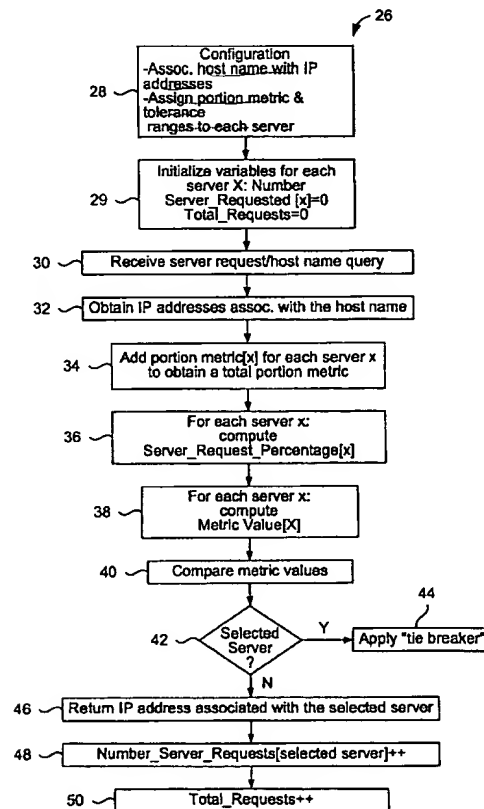 26
Configuration
-Assoc. host name with IP
addresses
-Assign portion metric &
tolerance
ranges to each server
28
Initialize variables for each
server X: Number
Server_Requested [x]=0
Total_Requests=0
29
30
Receive server request/host name query
32
Obtain IP addresses assoc. with the host name
34
Add portion metric[x] for each server x
to obtain a total portion metric
36
For each server x:
compute
Server_Request_Percentage[x]
38
For each server x:
compute
Metric Value[X]
40
Compare metric values
42
Selected
Server
?
Y
44
Apply "tie breaker"
N
46
Return IP address associated with the selected server
48
Number_Server_Requests[selected server]++
50
Total_Requests++